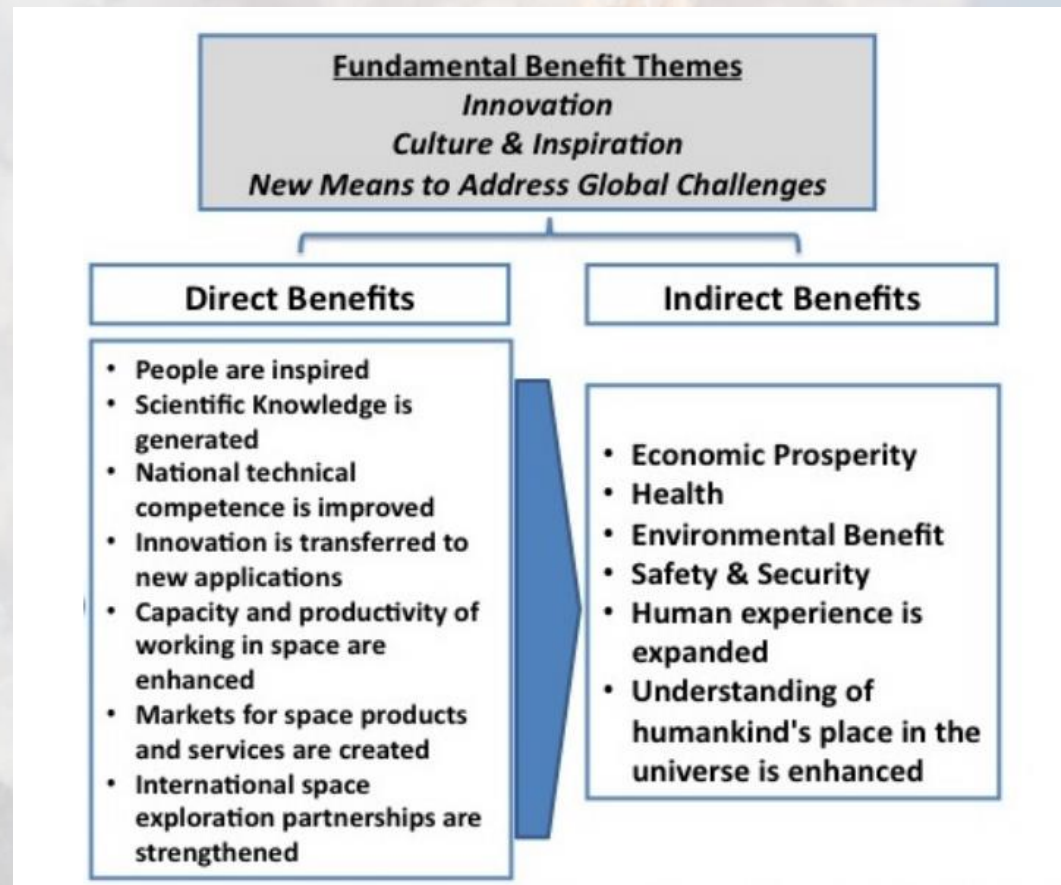 Fundamental Benefit Themes
Innovation
Culture & Inspiration
New Means to Address Global Challenges
Direct Benefits
• People are inspired
• Scientific Knowledge is
generated
• National technical
competence is improved
• Innovation is transferred to
new applications
• Capacity and productivity of
working in space are
enhanced
• Markets for space products
and services are created
• International space
exploration partnerships are
strengthened
Indirect Benefits
• Economic Prosperity
• Health
• Environmental Benefit
• Safety & Security
• Human experience is
expanded
• Understanding of
humankind's place in the
universe is enhanced